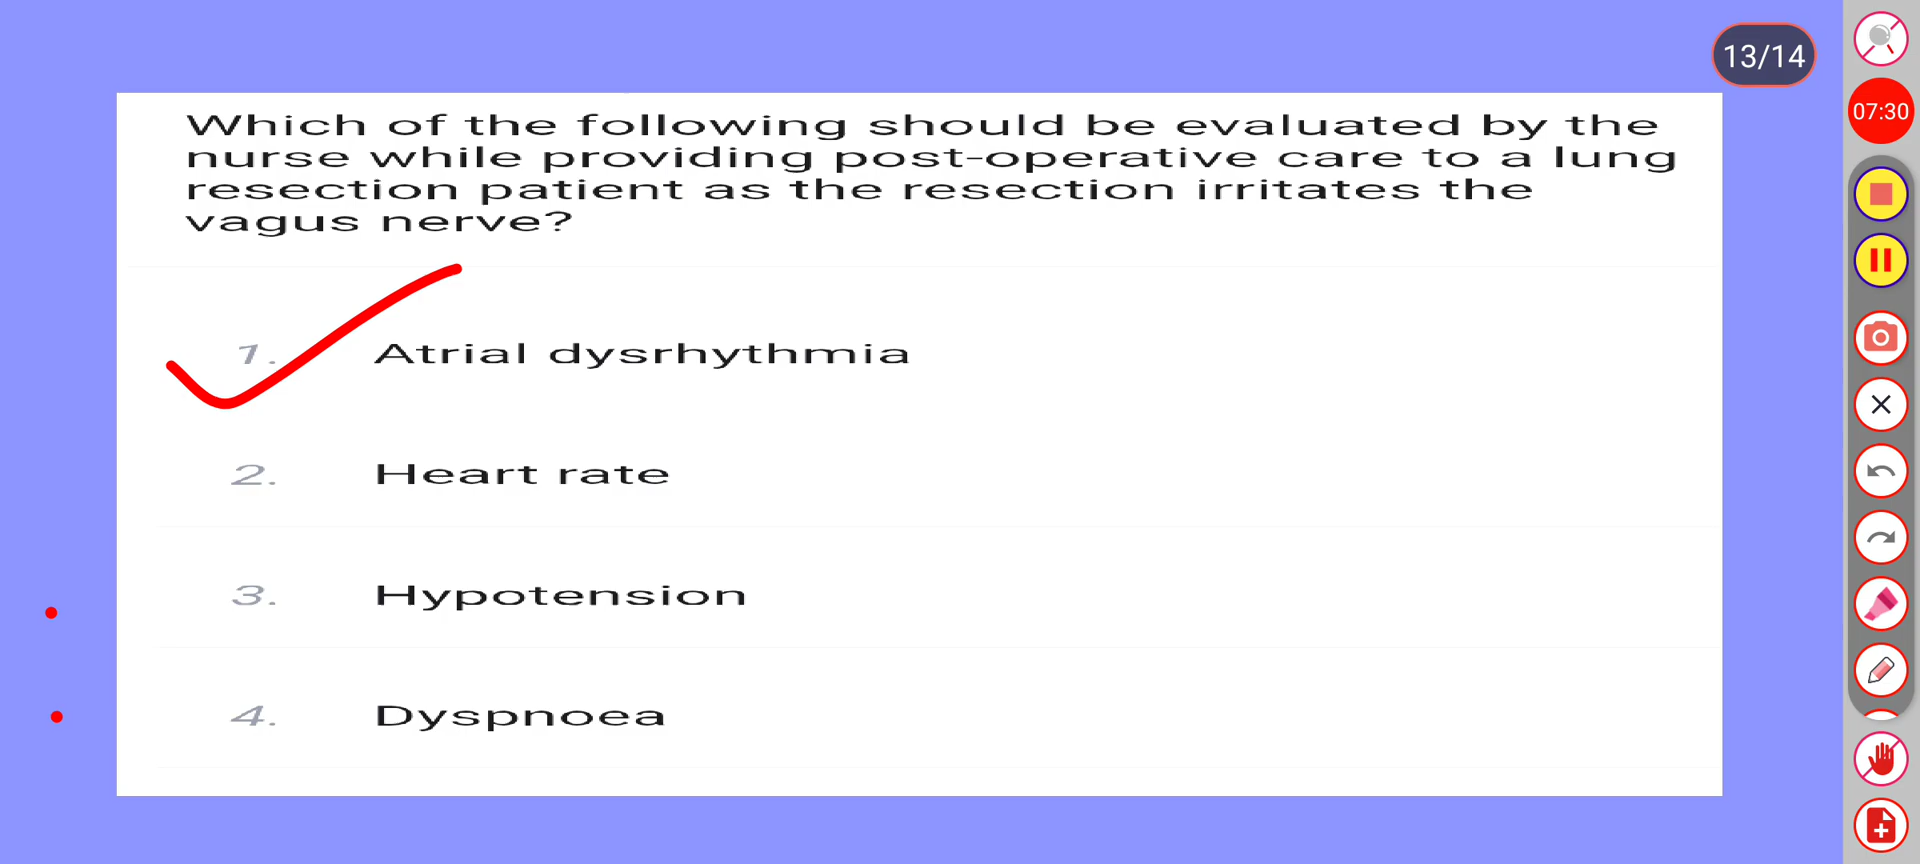 13/14
07:30
Which of the following should be evaluated by the
nurse while providing post-operative care to a lung
resection patient as the resection irritates the
vagus nerve?
1. Atrial dysrhythmia
2. Heart rate
3. Hypotension
4. Dyspnoea